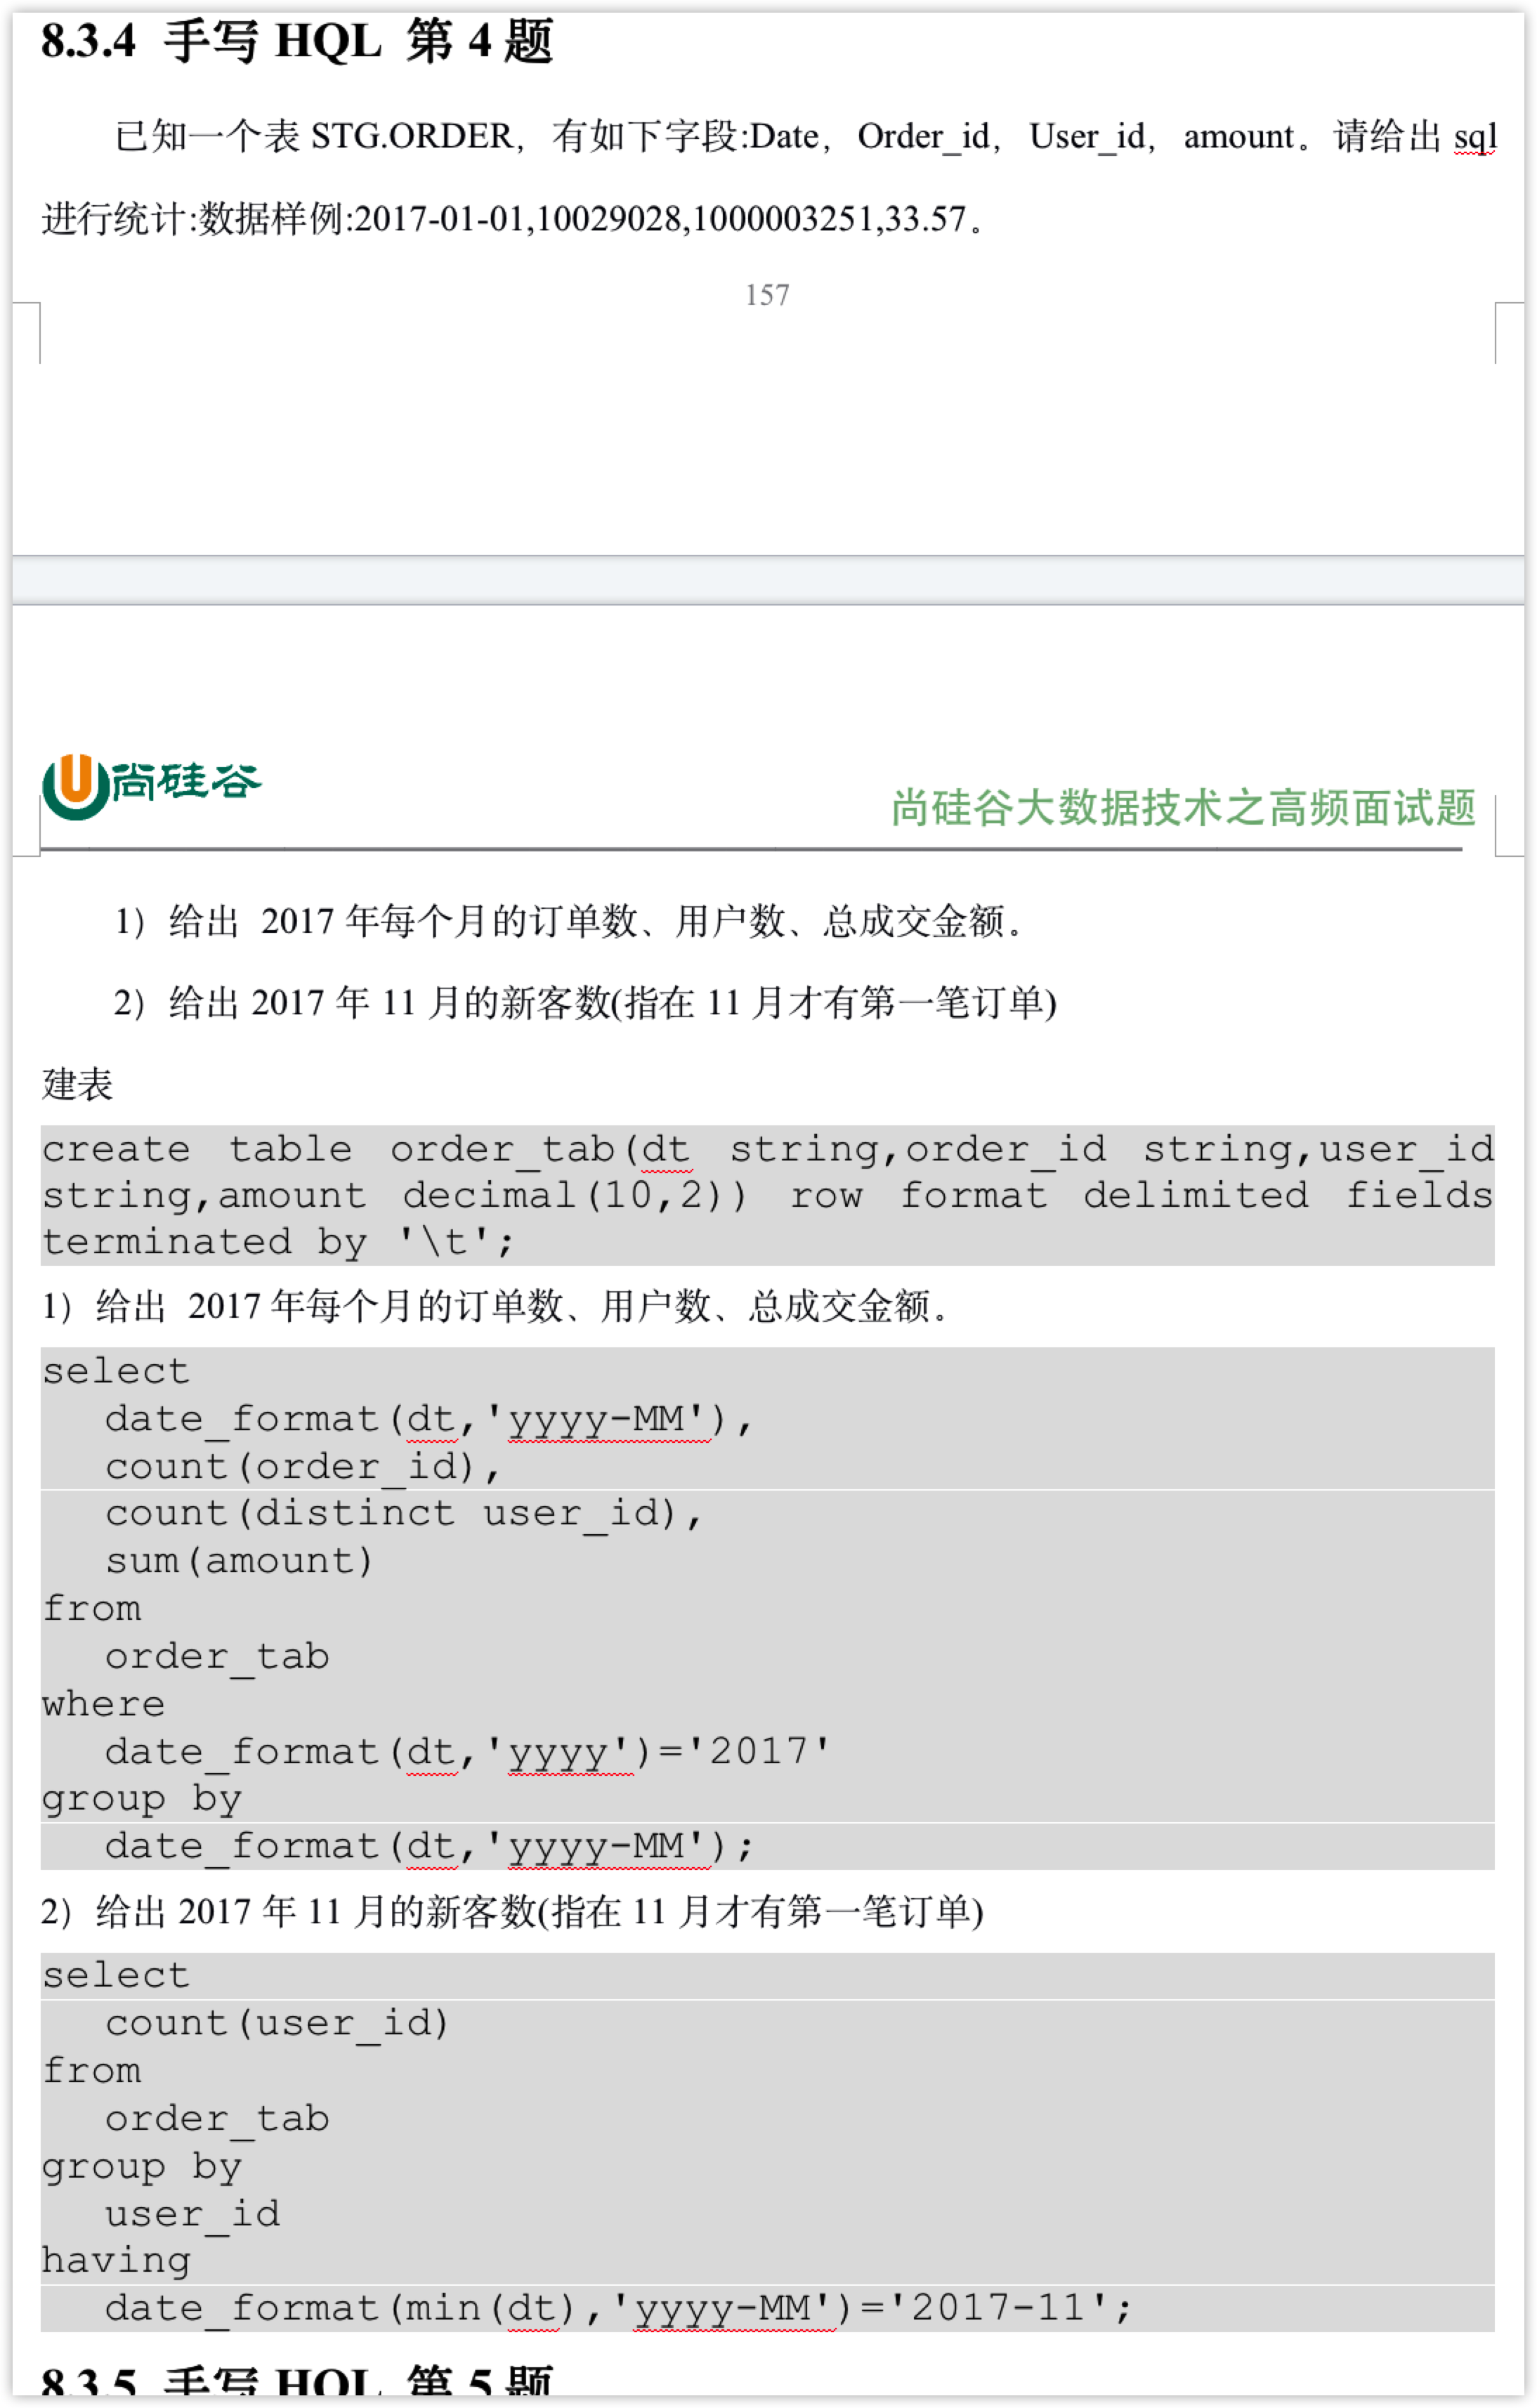 8.3.4 手写 HQL 第 4 题
已知一个表 STG.ORDER，有如下字段:Date，Order_id，User_id，amount。请给出 sql
进行统计:数据样例:2017-01-01,10029028,1000003251,33.57。
157
尚硅谷
尚硅谷大数据技术之高频面试题
1）给出 2017 年每个月的订单数、用户数、总成交金额。
2）给出 2017 年 11 月的新客数(指在 11 月才有第一笔订单)
建表
create table order_tab(dt string,order_id string,user_id
string,amount decimal(10,2)) row format delimited fields
terminated by '\t';
1）给出 2017 年每个月的订单数、用户数、总成交金额。
select
date_format(dt,'yyyy-MM'),
count(order_id),
count(distinct user_id),
sum(amount)
from
order_tab
where
date_format(dt,'yyyy')='2017'
group by
date_format(dt,'yyyy-MM');
2）给出 2017 年 11 月的新客数(指在 11 月才有第一笔订单)
select
count(user_id)
from
order_tab
group by
user_id
having
date_format(min(dt),'yyyy-MM')='2017-11';
8.3.5 手写 HQL 第 5 题